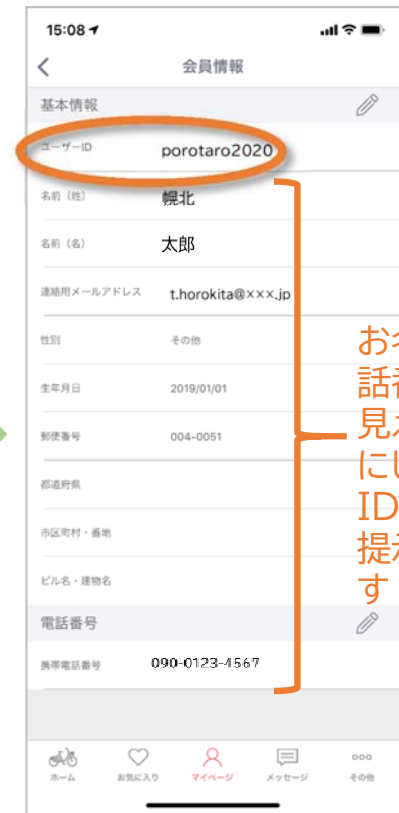 15:08
会員情報
基本情報
ユーザーID porotaro2020
名前（姓） 幌北
名前（名） 太郎
連絡用メールアドレス t.horokita@×××.jp
性別 その他
生年月日 2019/01/01
郵便番号 004-0051
都道府県
市区町村・番地
ビル名・建物名
電話番号
携帯電話番号 090-0123-4567
お
話
見
にし
ID
提示
す
ホーム お気に入り マイページ メッセージ その他